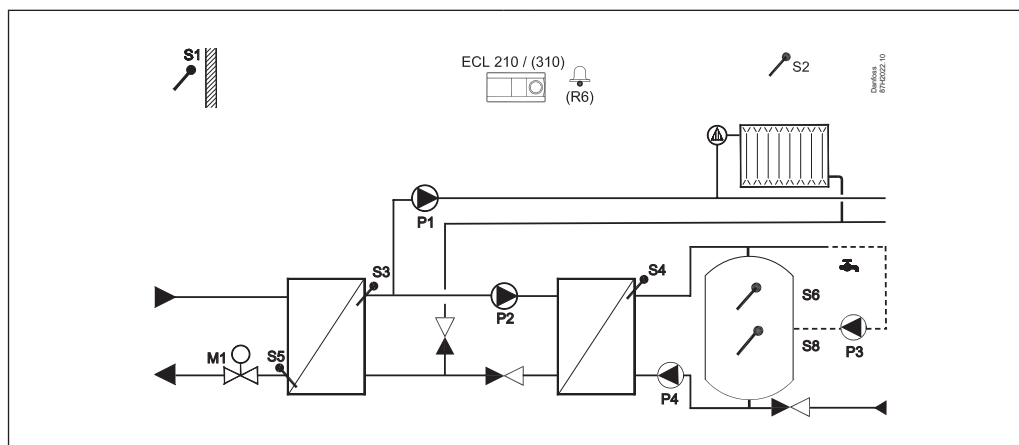 S1
ECL 210 / (310)
(R6)
S2
Danfoss
87H2022.10
P1
S3
S4
P2
S6
S8
P3
M1
S5
P4